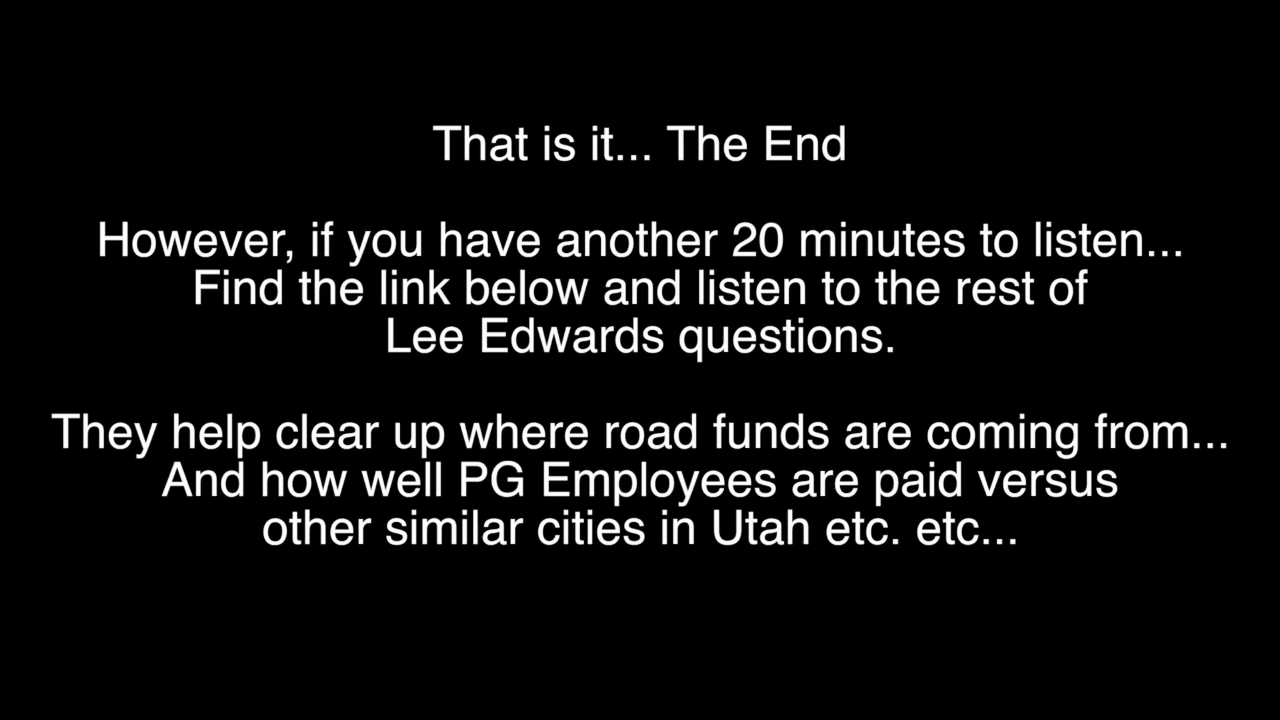 That is it... The End
However, if you have another 20 minutes to listen...
Find the link below and listen to the rest of
Lee Edwards questions.
They help clear up where road funds are coming from...
And how well PG Employees are paid versus
other similar cities in Utah etc. etc...